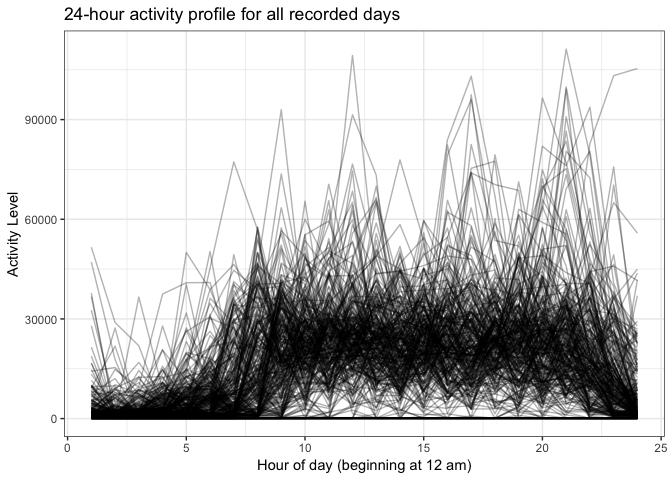 24-hour activity profile for all recorded days
90000
60000
30000
0
Activity Level
0 5 10 15 20 25
Hour of day (beginning at 12 am)